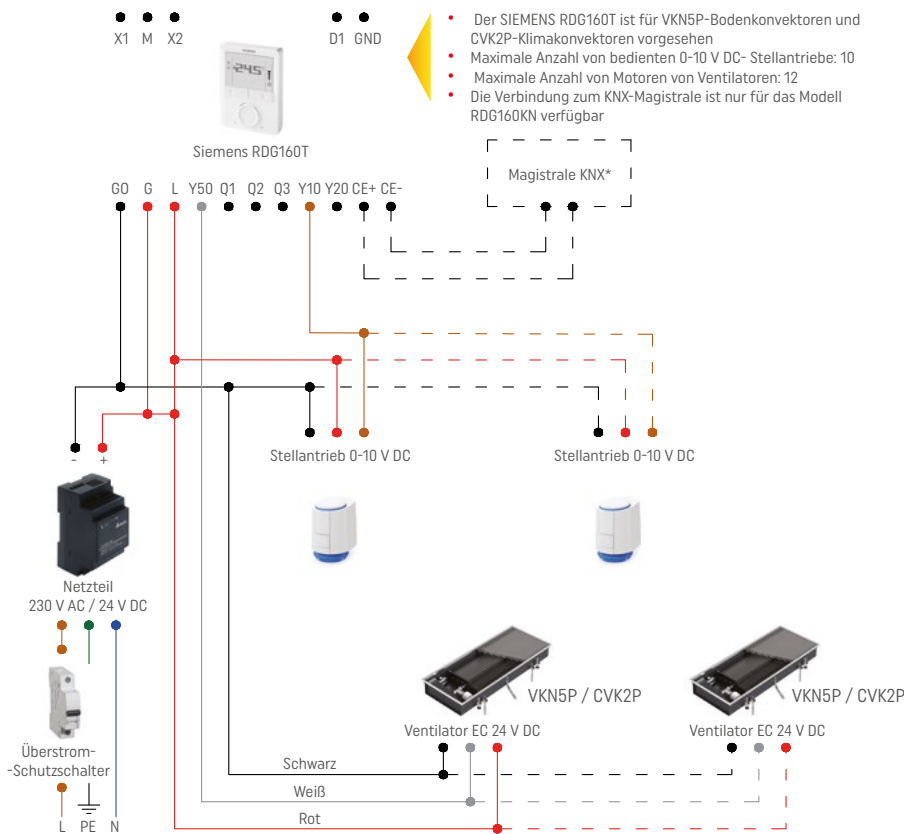 X1 M X2
D1 GND
• Der SIEMENS RDG160T ist für VKN5P-Bodenkonvektoren und
CVK2P-Klimakonvektoren vorgesehen
• Maximale Anzahl von bedienten 0-10 V DC- Stellantriebe: 10
• Maximale Anzahl von Motoren von Ventilatoren: 12
• Die Verbindung zum KNX-Magistrale ist nur für das Modell
RDG160KN verfügbar
24.5
Siemens RDG160T
Magistrale KNX*
G0 G L Y50 Q1 Q2 Q3 Y10 Y20 CE+ CE-
- +
Stellantrieb 0-10 V DC
Stellantrieb 0-10 V DC
Netzteil
230 V AC / 24 V DC
VKN5P / CVK2P
VKN5P / CVK2P
Ventilator EC 24 V DC
Ventilator EC 24 V DC
Überstrom-
-Schutzschalter
Schwarz
Weiß
Rot
L PE N